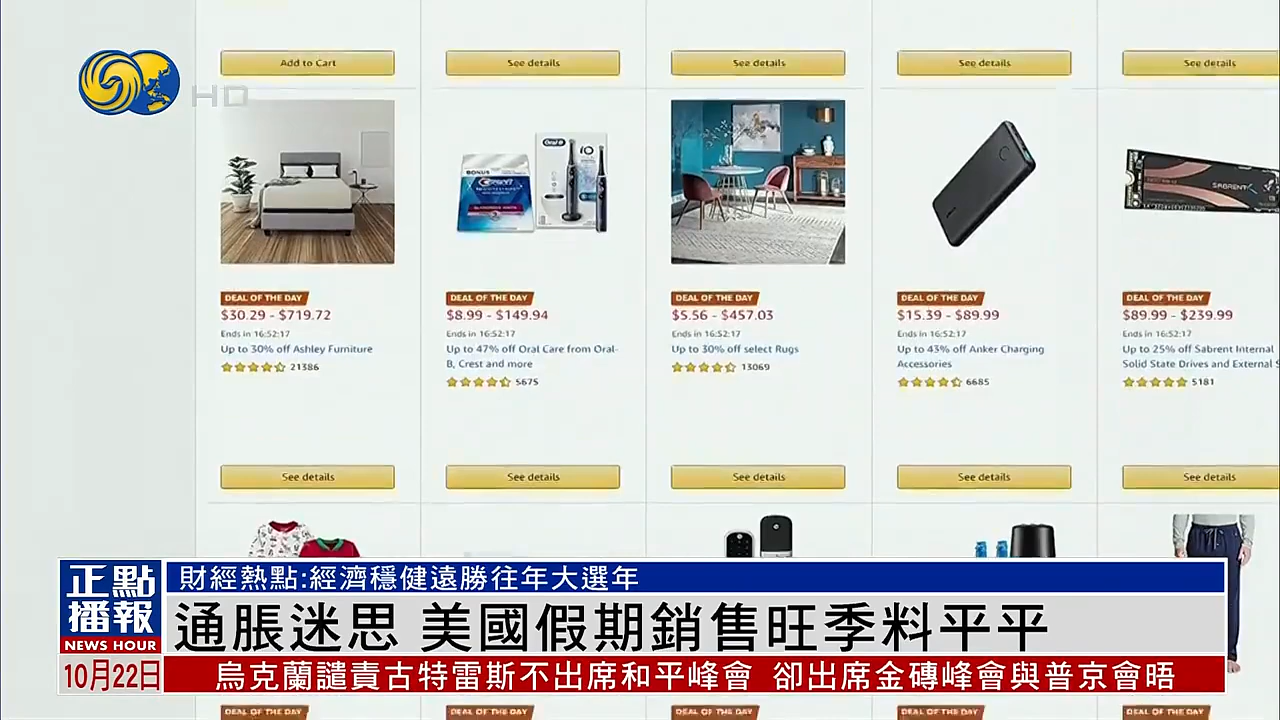 HD
Add to Cart
See details
See details
See details
See details
BONUS
Oral-B
iO
CREST
SABRENT
DEAL OF THE DAY
$30.29 - $719.72
Ends in 16:52:17
Up to 30% off Ashley Furniture
21386
DEAL OF THE DAY
$8.99 - $149.94
Ends in 16:52:17
Up to 47% off Oral Care from Oral-
B, Crest and more
5675
DEAL OF THE DAY
$5.56 - $457.03
Ends in 16:52:17
Up to 30% off select Rugs
13069
DEAL OF THE DAY
$15.39 - $89.99
Ends in 16:52:17
Up to 43% off Anker Charging
Accessories
6685
DEAL OF THE DAY
$89.99 - $239.99
Ends in 16:52:17
Up to 25% off Sabrent Internal
Solid State Drives and External S
5181
See details
See details
See details
See details
See details
正點
播報
NEWS HOUR
10月22日
財經熱點:經濟穩健遠勝往年大選年
通脹迷思 美國假期銷售旺季料平平
烏克蘭譴責古特雷斯不出席和平峰會 卻出席金磚峰會與普京會晤
DEAL OF THE DAY
DEAL OF THE DAY
DEAL OF THE DAY
DEAL OF THE DAY
DEAL OF THE DAY